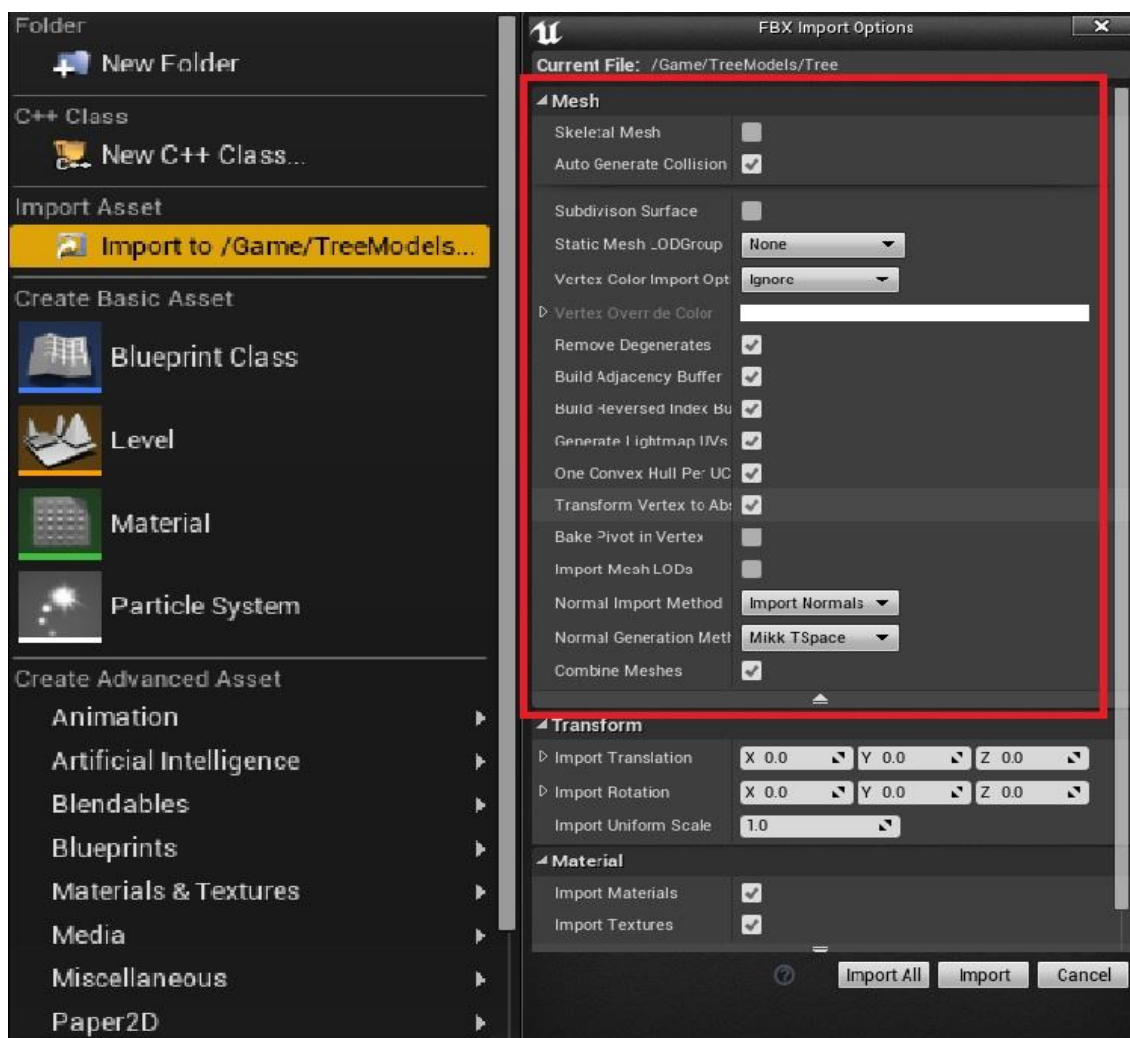 Folder
New Folder
C++ Class
New C++ Class...
Import Asset
Import to /Game/TreeModels...
Create Basic Asset
Blueprint Class
Level
Material
Particle System
Create Advanced Asset
Animation
Artificial Intelligence
Blendables
Blueprints
Materials & Textures
Media
Miscellaneous
Paper2D
FBX Import Options
Current File: /Game/TreeModels/Tree
Mesh
Skeletal Mesh
Auto Generate Collision
Subdivison Surface
Static Mesh LODGroup None
Vertex Color Import Opt Ignore
Vertex Override Color
Remove Degenerates
Build Adjacency Buffer
Build Reversed Index Bu
Generate Lightmap UVs
One Convex Hull Per UC
Transform Vertex to Abs
Bake Pivot in Vertex
Import Mesh LODs
Normal Import Method Import Normals
Normal Generation Meth Mikk TSpace
Combine Meshes
Transform
Import Translation X 0.0 Y 0.0 Z 0.0
Import Rotation X 0.0 Y 0.0 Z 0.0
Import Uniform Scale 1.0
Material
Import Materials
Import Textures
Import All Import Cancel